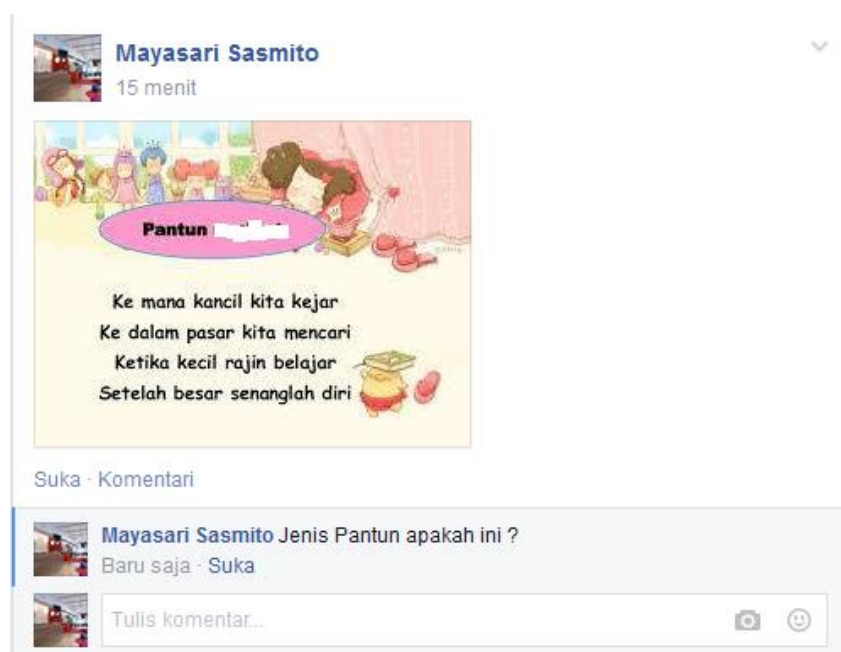 Mayasari Sasmito
15 menit
Pantun
Ke mana kancil kita kejar
Ke dalam pasar kita mencari
Ketika kecil rajin belajar
Setelah besar senanglah diri
Suka · Komentari
Mayasari Sasmito Jenis Pantun apakah ini ?
Baru saja · Suka
Tulis komentar...